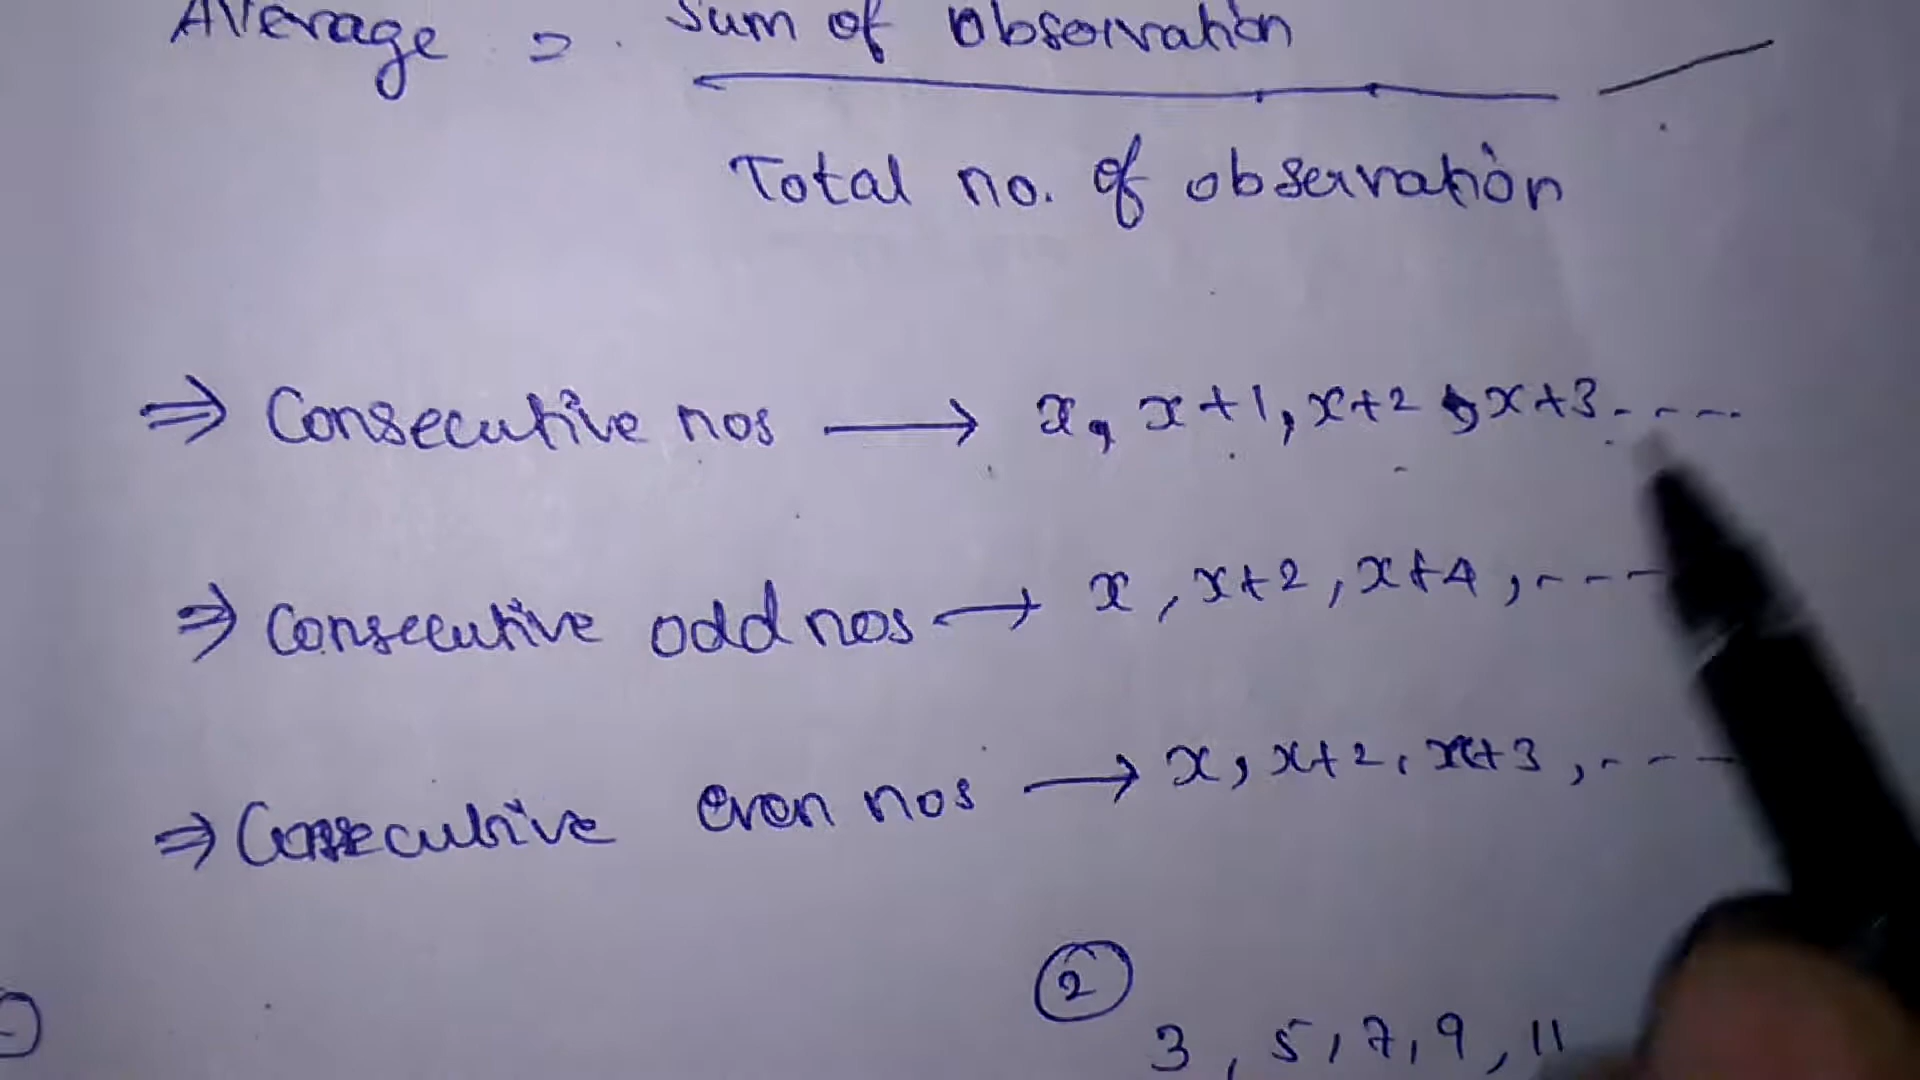 Average = Sum of observation
Total no. of observation
⇒ Consecutive nos → x, x+1, x+2, x+3-----
⇒ Consecutive odd nos → x, x+2, x+4, ----
⇒ Consecutive even nos → x, x+2, x+3, ----
2
3, 5, 7, 9, 11